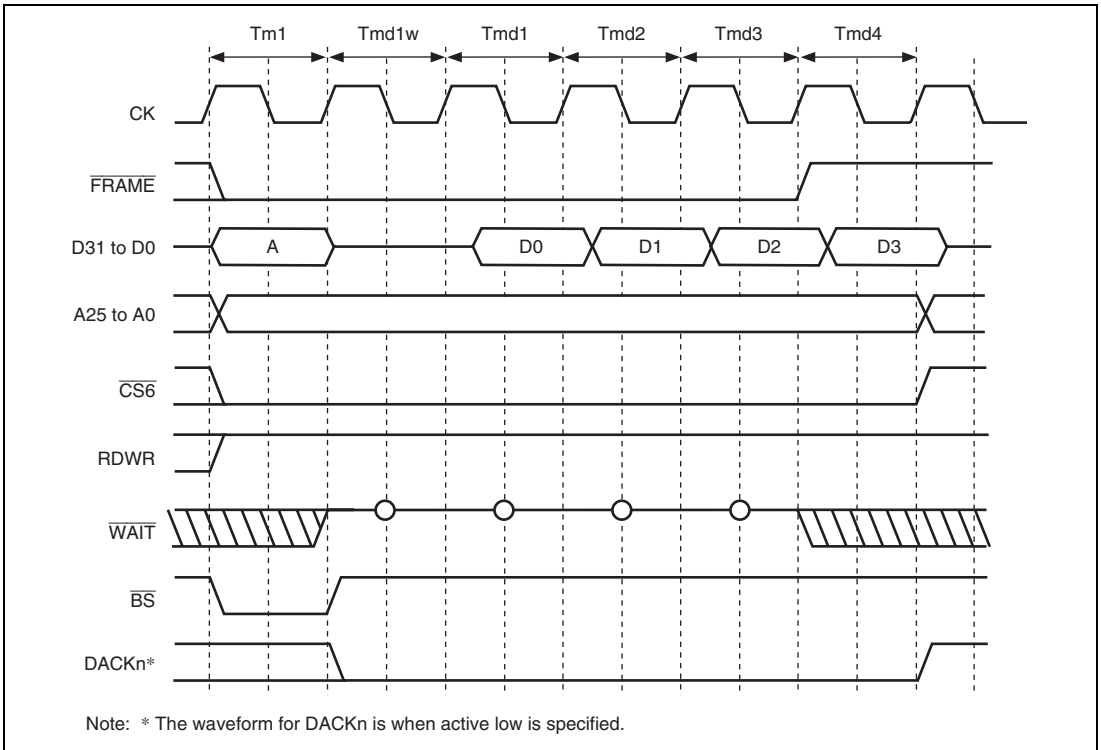 Tm1 Tmd1w Tmd1 Tmd2 Tmd3 Tmd4
CK
FRAME
D31 to D0 A D0 D1 D2 D3
A25 to A0
CS6
RDWR
WAIT
BS
DACKn*
Note: * The waveform for DACKn is when active low is specified.